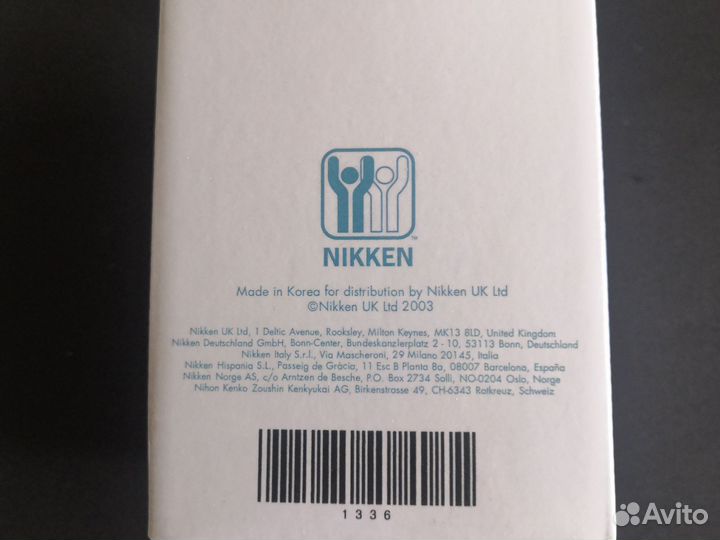 NIKKEN
Made in Korea for distribution by Nikken UK Ltd
©Nikken UK Ltd 2003
Nikken UK Ltd, 1 Deltic Avenue, Rooksley, Milton Keynes, MK13 8LD, United Kingdom
Nikken Deutschland GmbH, Bonn-Center, Bundeskanzlerplatz 2 - 10, 53113 Bonn, Deutschland
Nikken Italy S.r.l., Via Mascheroni, 29 Milano 20145, Italia
Nikken Hispania S.L., Passeig de Gràcia, 11 Esc B Planta 8a, 08007 Barcelona, España
Nikken Norge AS, c/o Arntzen de Besche, P.O. Box 2734 Solli, NO-0204 Oslo, Norge
Nihon Kenko Zoushin Kenkyukai AG, Birkenstrasse 49, CH-6343 Rotkreuz, Schweiz
1336
Avito